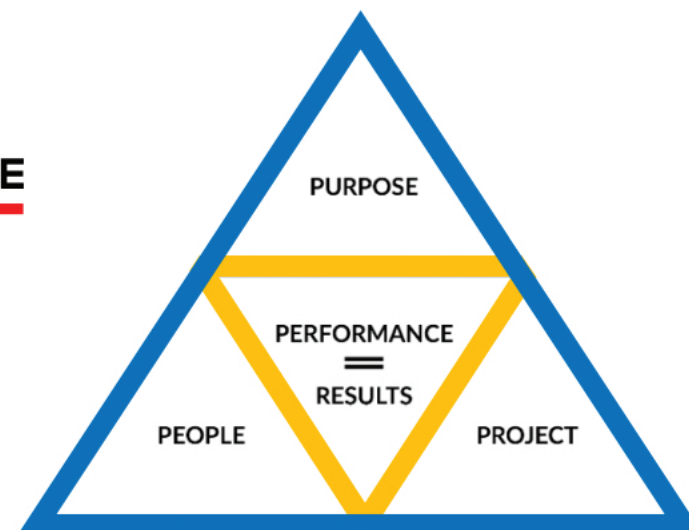 E
PURPOSE
PERFORMANCE
=
RESULTS
PEOPLE
PROJECT